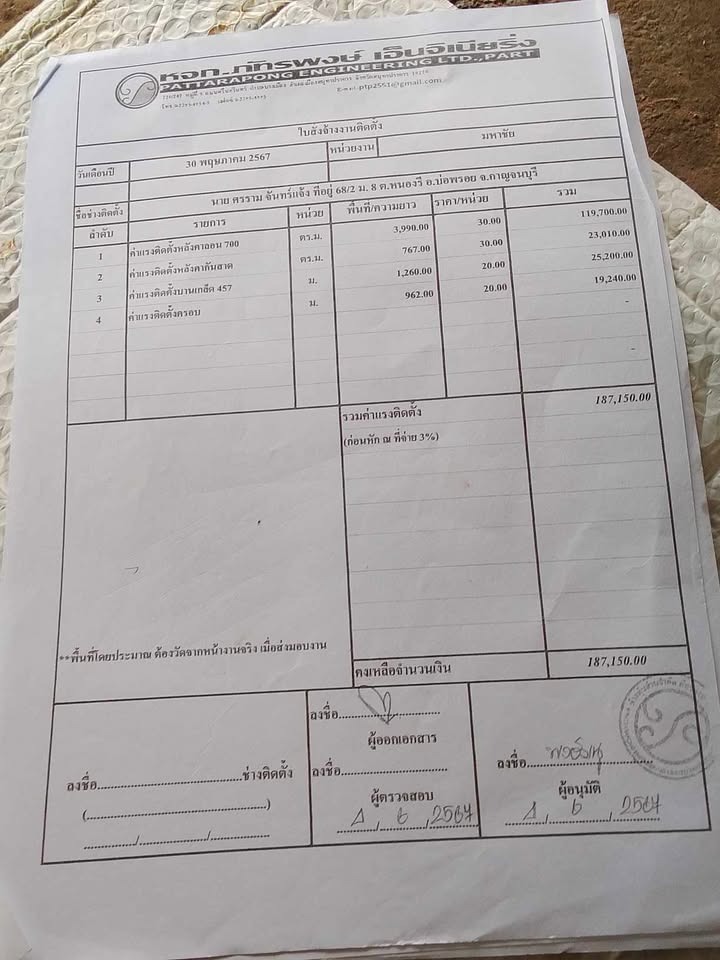 หจก.ภัทรพงษ์ เอ็นจิเนียริ่ง
PATTARAPONG ENGINEERING LTD.,PART
E-mail.ptp2551@gmail.com
ใบสั่งจ้างงานติดตั้ง
วันเดือนปี 30 พฤษภาคม 2567 หน่วยงาน มหาชัย
ชื่อช่างติดตั้ง นาย ศรราม จันทร์แจ้ง ที่อยู่ 68/2 ม. 8 ต.หนองรี อ.บ่อพรอย จ.กาญจนบุรี
ลำดับ รายการ หน่วย พื้นที่/ความยาว ราคา/หน่วย รวม
1 ค่าแรงติดตั้งหลังคาลอน 700 ตร.ม. 3,990.00 30.00 119,700.00
2 ค่าแรงติดตั้งหลังคากันสาด ตร.ม. 767.00 30.00 23,010.00
3 ค่าแรงติดตั้งบานเกล็ด 457 ม. 1,260.00 20.00 25,200.00
4 ค่าแรงติดตั้งครอบ ม. 962.00 20.00 19,240.00
-
-
รวมค่าแรงติดตั้ง 187,150.00
(ก่อนหัก ณ ที่จ่าย 3%)
**พื้นที่โดยประมาณ ต้องวัดจากหน้างานจริง เมื่อส่งมอบงาน
คงเหลือจำนวนเงิน 187,150.00
ลงชื่อ..............................ช่างติดตั้ง
(..............................)
............/............/............
ลงชื่อ..............................
ผู้ออกเอกสาร
ลงชื่อ..............................
ผู้ตรวจสอบ
4 / 6 / 2567
ลงชื่อ..............................
ผู้อนุมัติ
4 / 6 / 2567